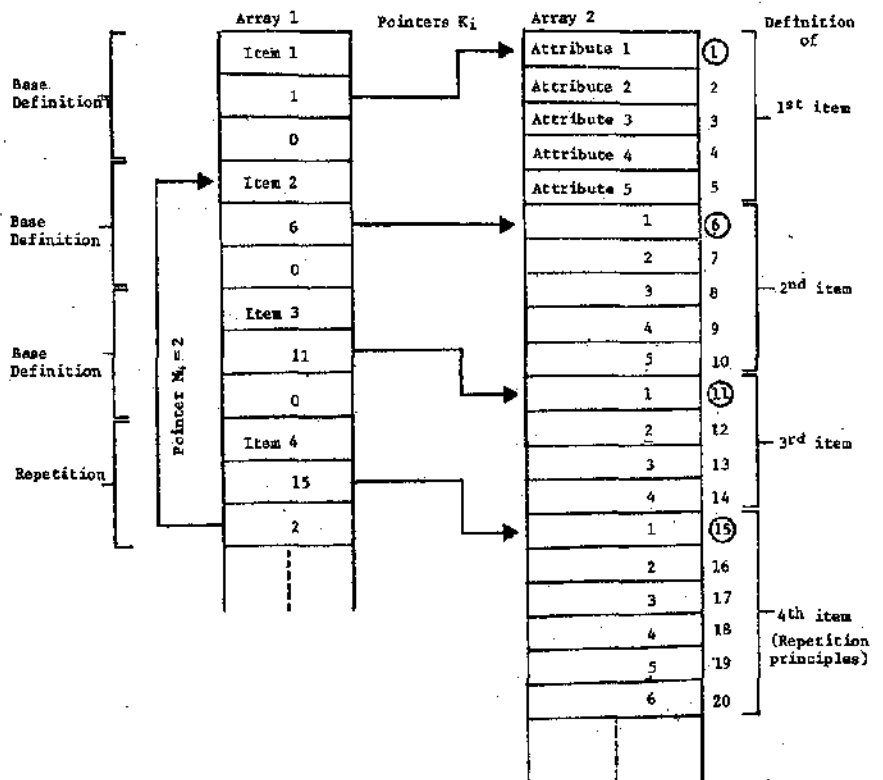 Array 1
Pointers Ki
Array 2
Definition of
Base Definition
Item 1
1
0
Base Definition
Item 2
6
0
Base Definition
Item 3
11
0
Repetition
Item 4
15
2
Pointer N4 = 2
Attribute 1 1
Attribute 2 2
Attribute 3 3
Attribute 4 4
Attribute 5 5
1st item
1 6
2 7
3 8
4 9
5 10
2nd item
1 11
2 12
3 13
4 14
3rd item
1 15
2 16
3 17
4 18
5 19
6 20
4th item
(Repetition
principles)